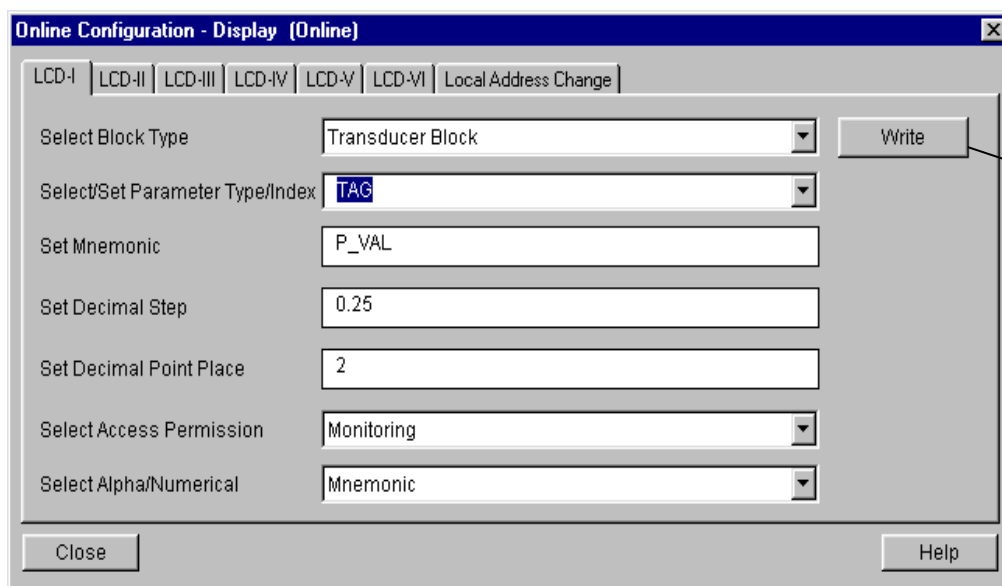 Online Configuration - Display (Online)
LCD-I LCD-II LCD-III LCD-IV LCD-V LCD-VI Local Address Change
Select Block Type Transducer Block Write
Select/Set Parameter Type/Index TAG
Set Mnemonic P_VAL
Set Decimal Step 0.25
Set Decimal Point Place 2
Select Access Permission Monitoring
Select Alpha/Numerical Mnemonic
Close Help